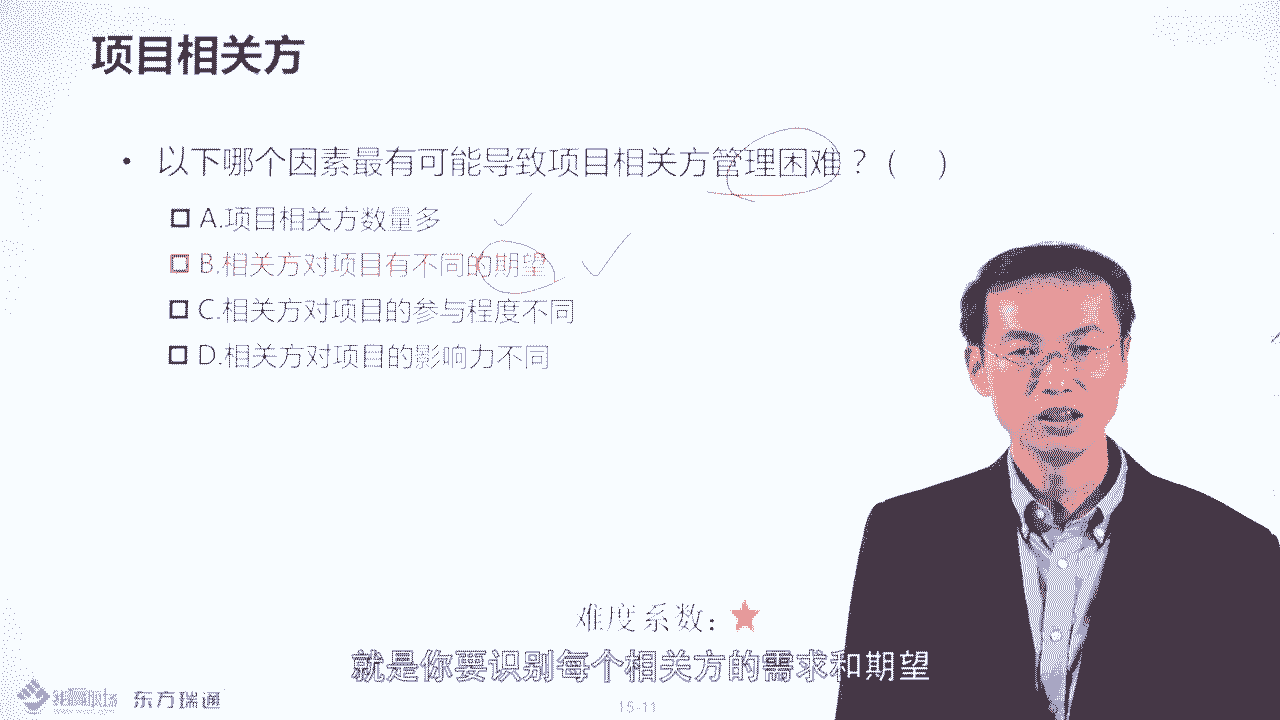 项目相关方
• 以下哪个因素最有可能导致项目相关方管理困难？（ ）
A.项目相关方数量多
B.相关方对项目有不同的期望
C.相关方对项目的参与程度不同
D.相关方对项目的影响力不同
难度系数：
就是你要识别每个相关方的需求和期望
东方瑞通
15-11